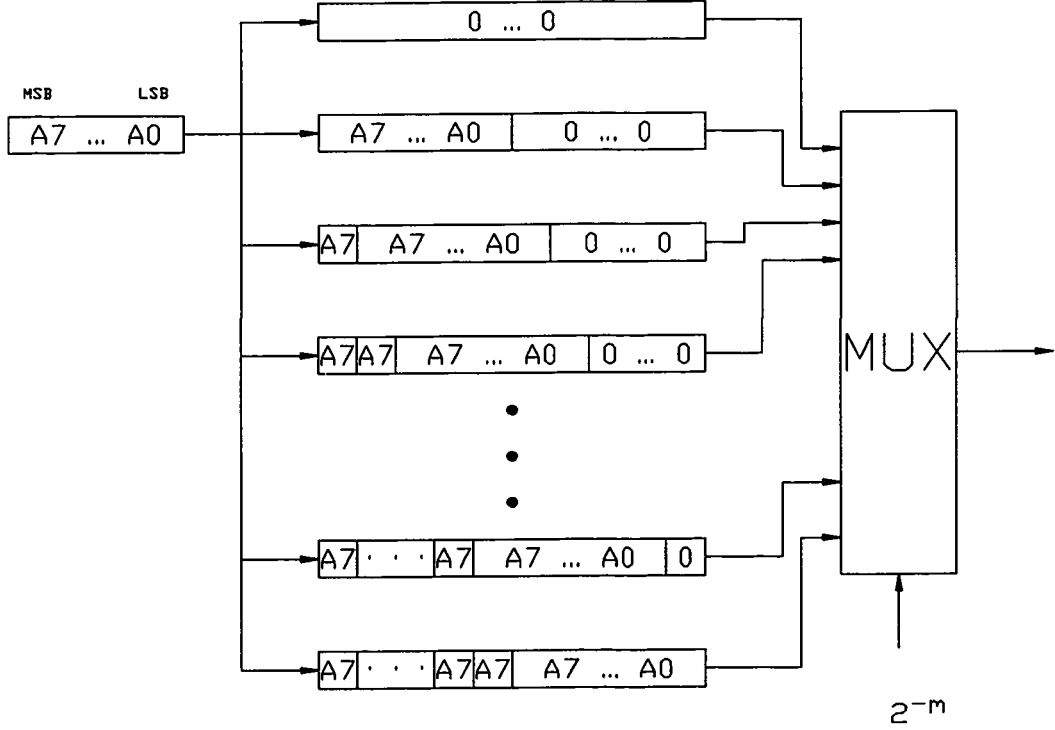 0 ... 0
MSB LSB
A7 ... A0
A7 ... A0 0 ... 0
A7 A7 ... A0 0 ... 0
A7 A7 A7 ... A0 0 ... 0
MUX
A7 . . . A7 A7 ... A0 0
A7 . . . A7 A7 A7 ... A0
2⁻ᵐ